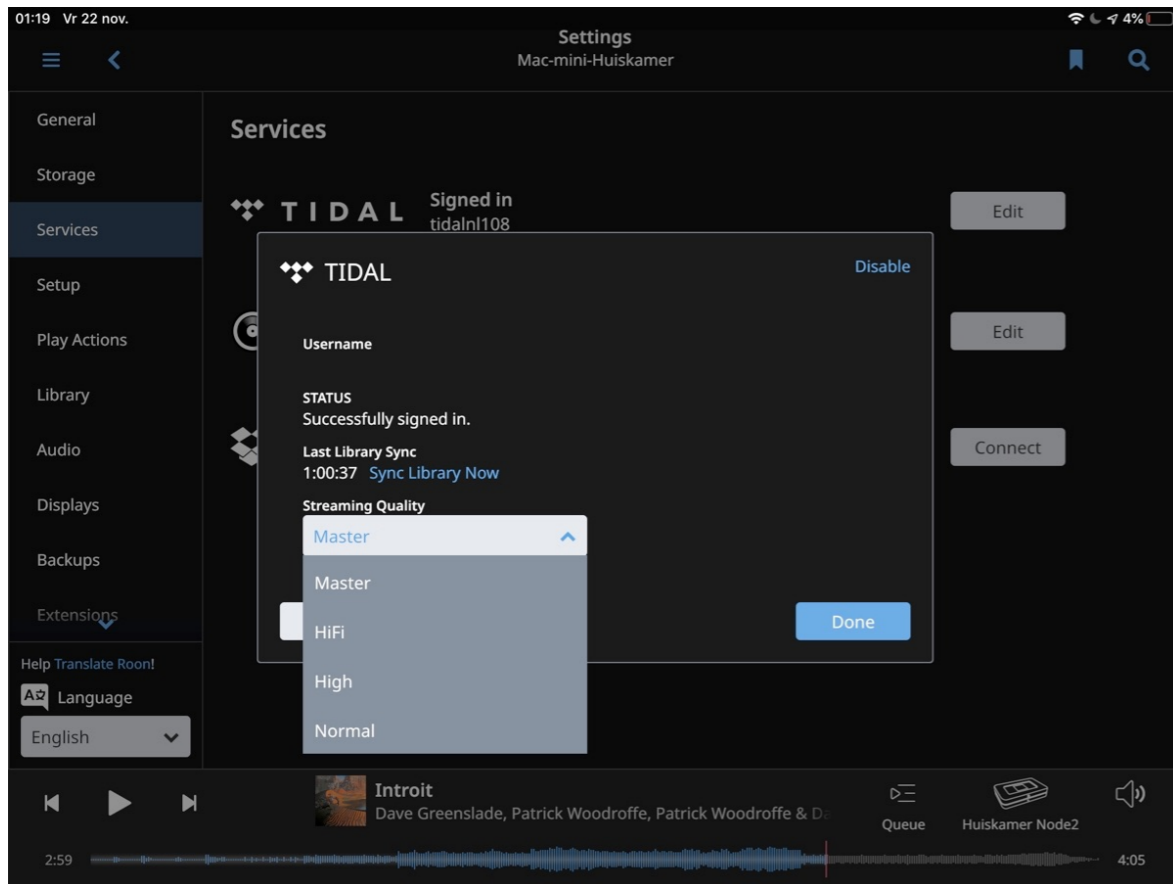 01:19 Vr 22 nov.
4%
Settings
Mac-mini-Huiskamer
General
Storage
Services
Setup
Play Actions
Library
Audio
Displays
Backups
Extensions
Help Translate Roon!
Language
English
Services
TIDAL
Signed in
tidalnl108
Edit
Edit
Connect
TIDAL
Disable
Username
STATUS
Successfully signed in.
Last Library Sync
1:00:37 Sync Library Now
Streaming Quality
Master
Master
HiFi
High
Normal
Done
Introit
Dave Greenslade, Patrick Woodroffe, Patrick Woodroffe & Da
Queue
Huiskamer Node2
2:59
4:05